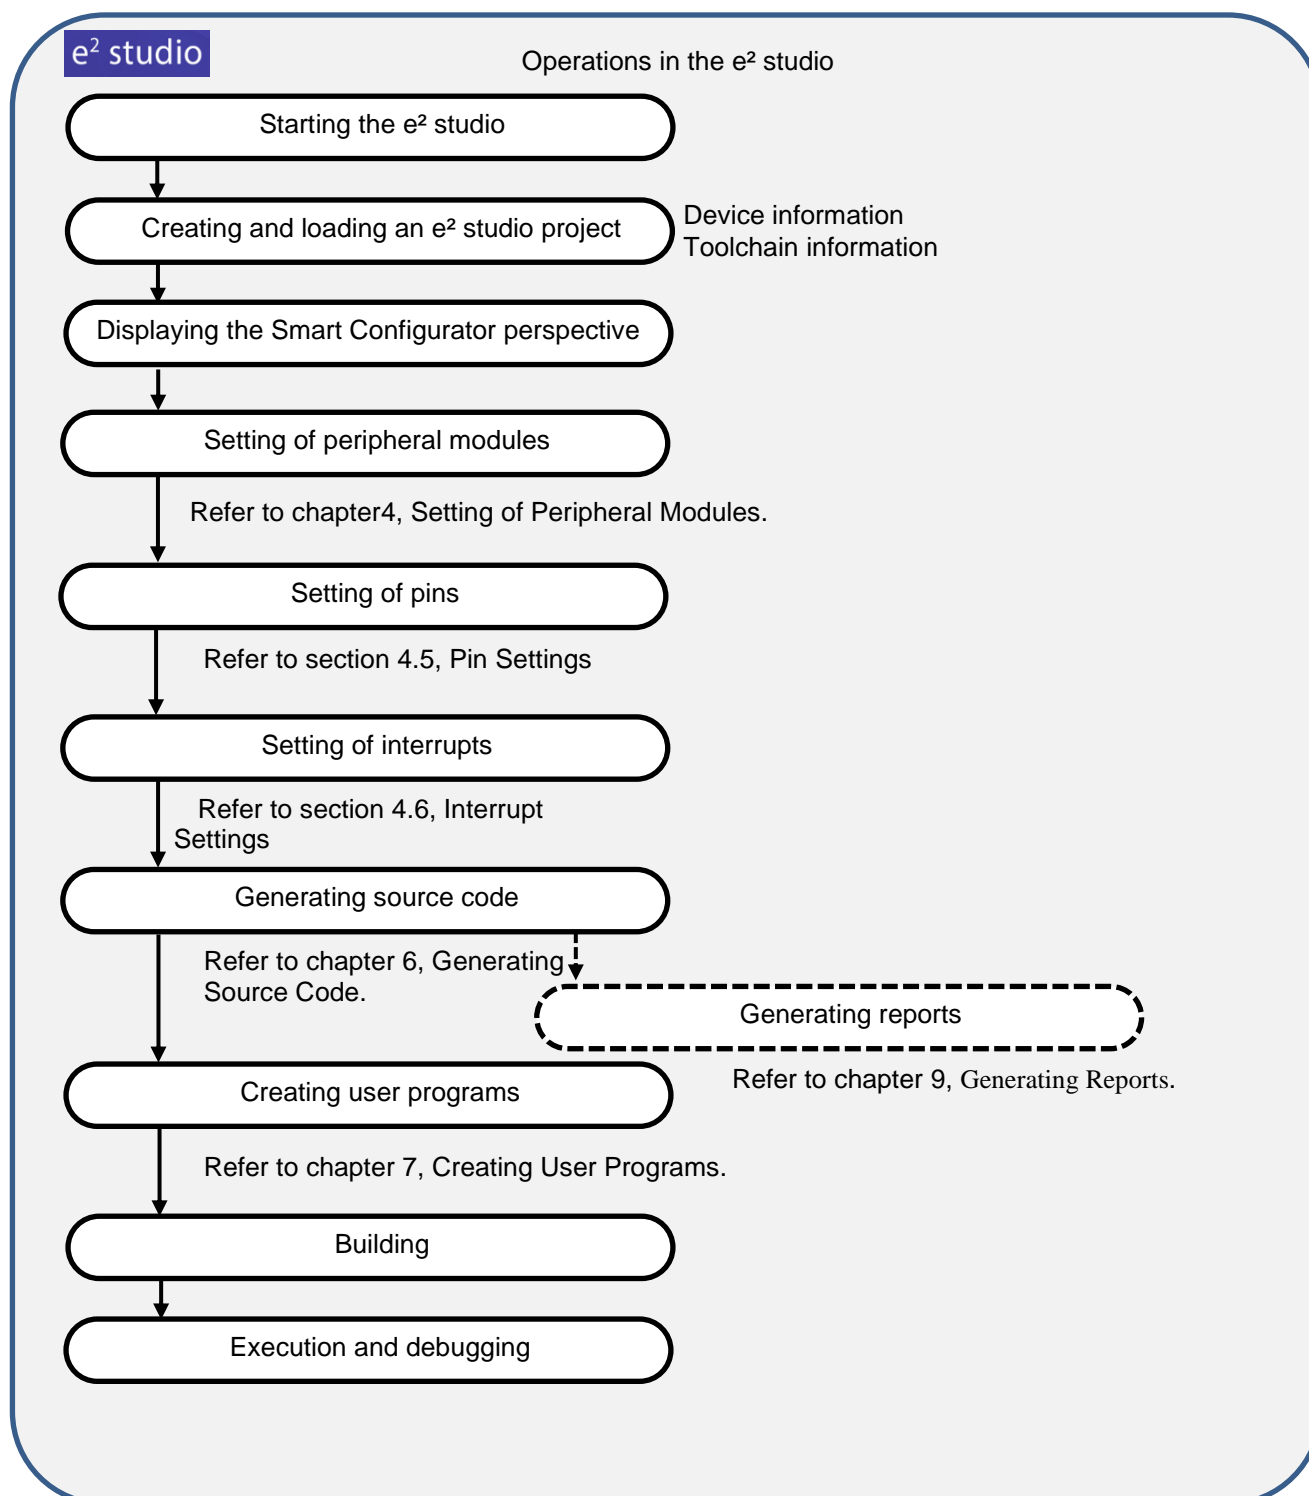 e² studio
Operations in the e² studio
Starting the e² studio
Creating and loading an e² studio project
Device information
Toolchain information
Displaying the Smart Configurator perspective
Setting of peripheral modules
Refer to chapter4, Setting of Peripheral Modules.
Setting of pins
Refer to section 4.5, Pin Settings
Setting of interrupts
Refer to section 4.6, Interrupt
Settings
Generating source code
Refer to chapter 6, Generating
Source Code.
Generating reports
Refer to chapter 9, Generating Reports.
Creating user programs
Refer to chapter 7, Creating User Programs.
Building
Execution and debugging